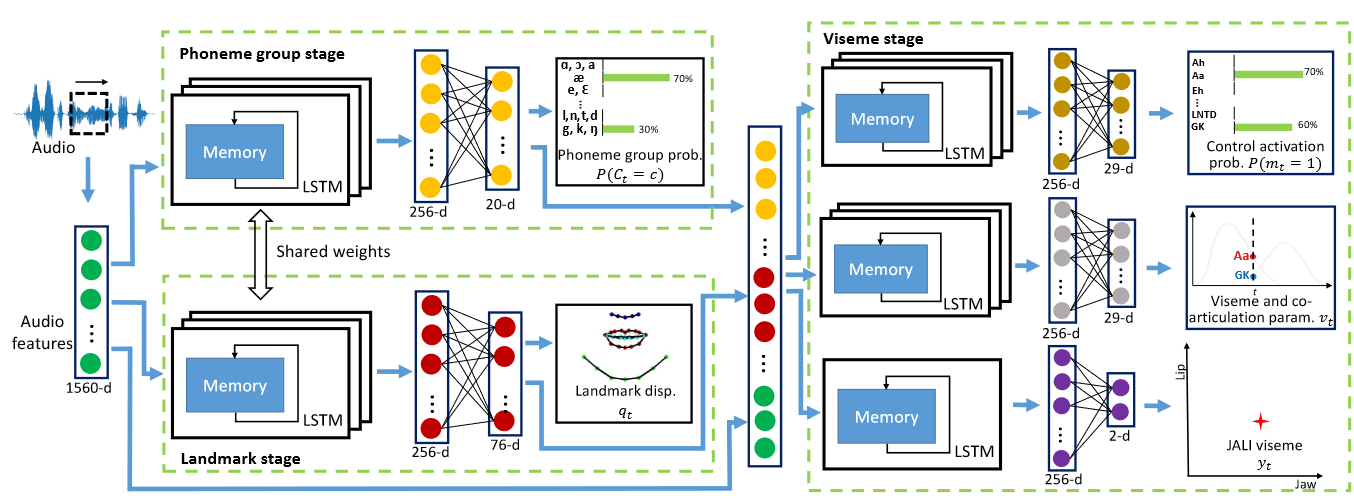 Audio
Audio
features
1560-d
Phoneme group stage
Memory
LSTM
256-d
20-d
ɑ, ɔ, a
æ
e, Ɛ
⋮
l, n, t, d
g, k, ŋ
70%
30%
Phoneme group prob.
P(C_t = c)
Shared weights
Memory
LSTM
Landmark stage
256-d
76-d
Landmark disp.
q_t
Viseme stage
Memory
LSTM
256-d
29-d
Ah
Aa
Eh
⋮
LNTD
GK
70%
60%
Control activation
prob. P(m_t = 1)
Memory
LSTM
256-d
29-d
Aa
GK
t
Viseme and co-
articulation param. v_t
Memory
LSTM
256-d
2-d
Lip
JALI viseme
y_t
Jaw